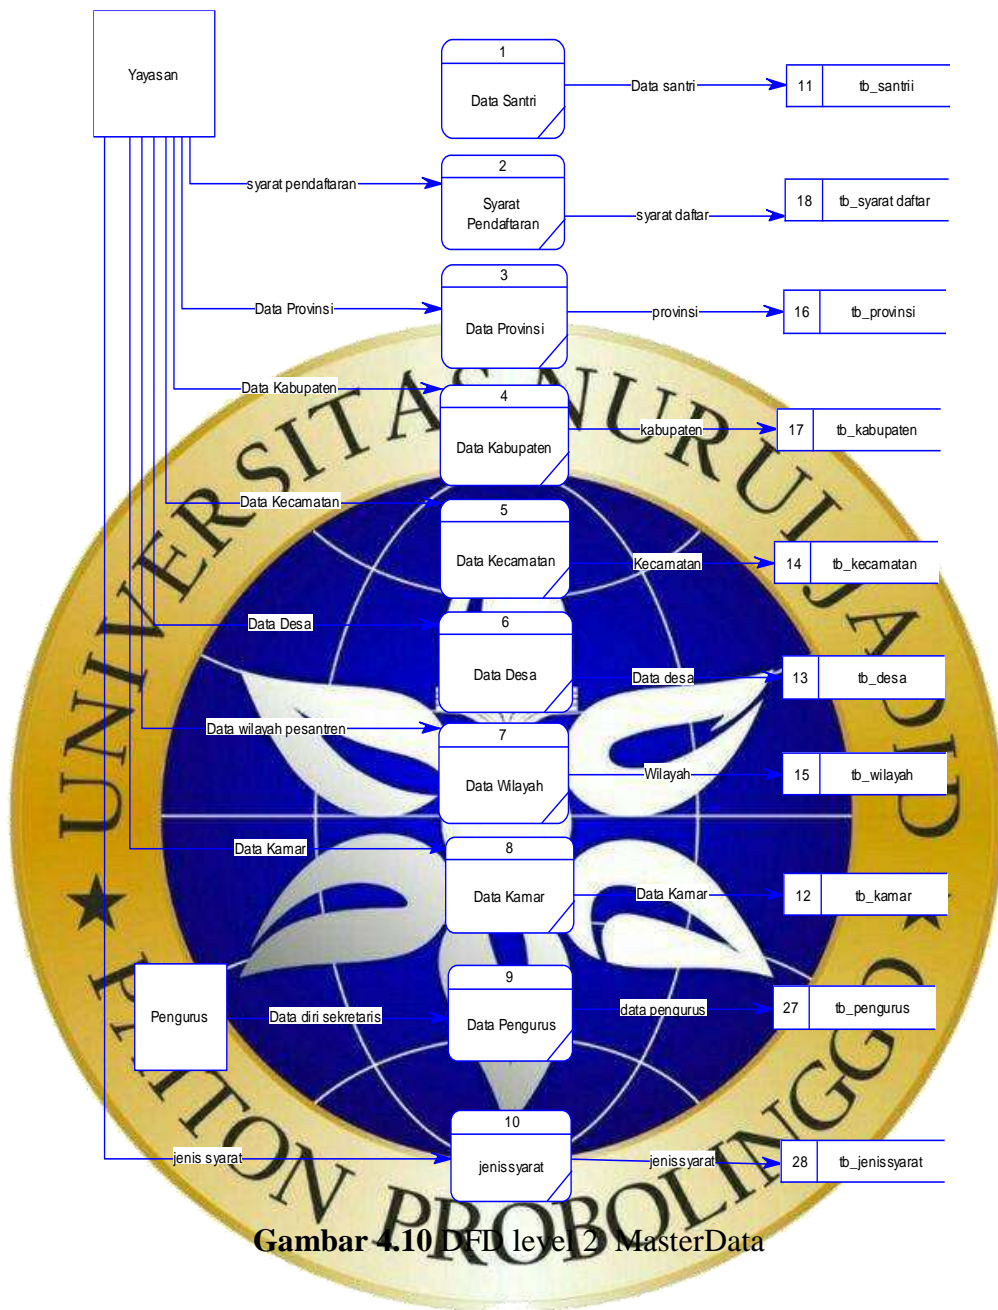 Yayasan
1
Data Santri
Data santri
11
tb_santrii
syarat pendaftaran
2
Syarat
Pendaftaran
syarat daftar
18
tb_syarat daftar
Data Provinsi
3
Data Provinsi
provinsi
16
tb_provinsi
Data Kabupaten
4
Data Kabupaten
kabupaten
17
tb_kabupaten
Data Kecamatan
5
Data Kecamatan
Kecamatan
14
tb_kecamatan
Data Desa
6
Data Desa
Data desa
13
tb_desa
Data wilayah pesantren
7
Data Wilayah
Wilayah
15
tb_wilayah
Data Kamar
8
Data Kamar
Data Kamar
12
tb_kamar
Pengurus
Data diri sekretaris
9
Data Pengurus
data pengurus
27
tb_pengurus
jenis syarat
10
jenissyarat
jenissyarat
28
tb_jenissyarat
UNIVERSITAS NURUL JADID
PAITON PROBOLINGGO
Gambar 4.10 DFD level 2 MasterData